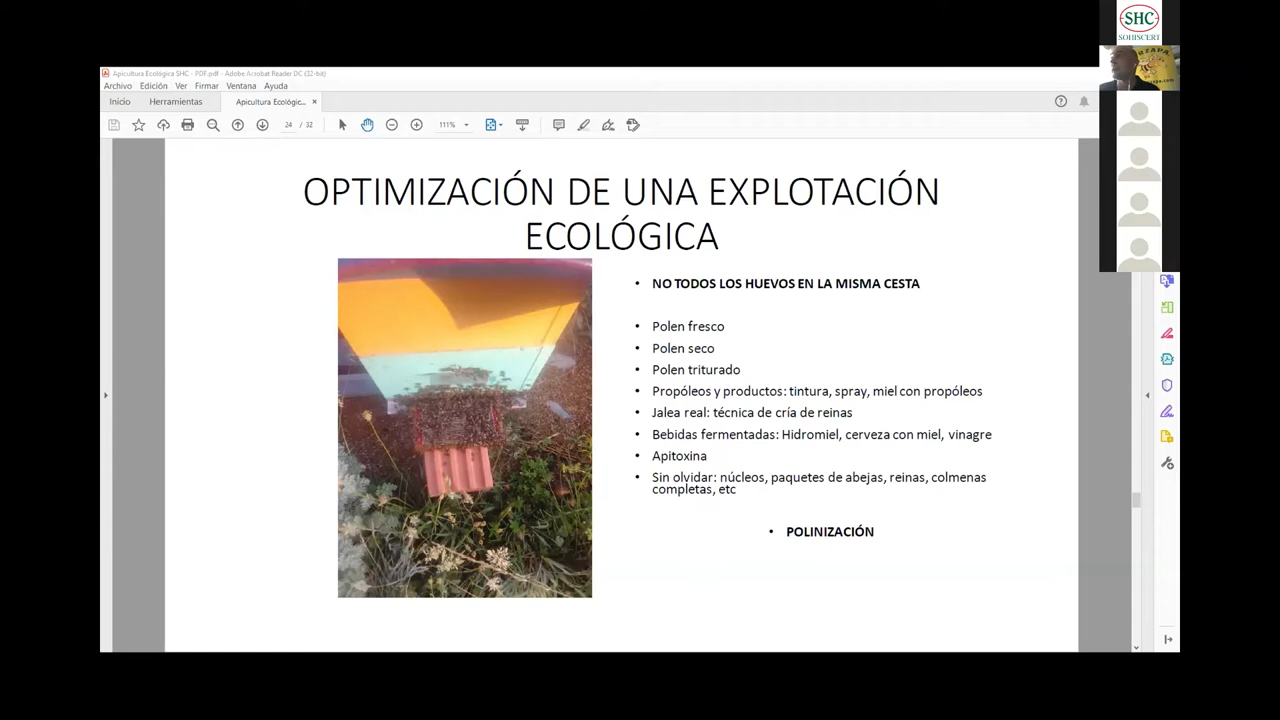 SHC
SOHISCERT
Apicultura Ecológica SHC - PDF.pdf - Adobe Acrobat Reader DC (32-bit)
Archivo Edición Ver Firmar Ventana Ayuda
Inicio Herramientas Apicultura Ecológic... ×
24 / 32 111%
OPTIMIZACIÓN DE UNA EXPLOTACIÓN
ECOLÓGICA
• NO TODOS LOS HUEVOS EN LA MISMA CESTA
• Polen fresco
• Polen seco
• Polen triturado
• Propóleos y productos: tintura, spray, miel con propóleos
• Jalea real: técnica de cría de reinas
• Bebidas fermentadas: Hidromiel, cerveza con miel, vinagre
• Apitoxina
• Sin olvidar: núcleos, paquetes de abejas, reinas, colmenas
completas, etc
• POLINIZACIÓN